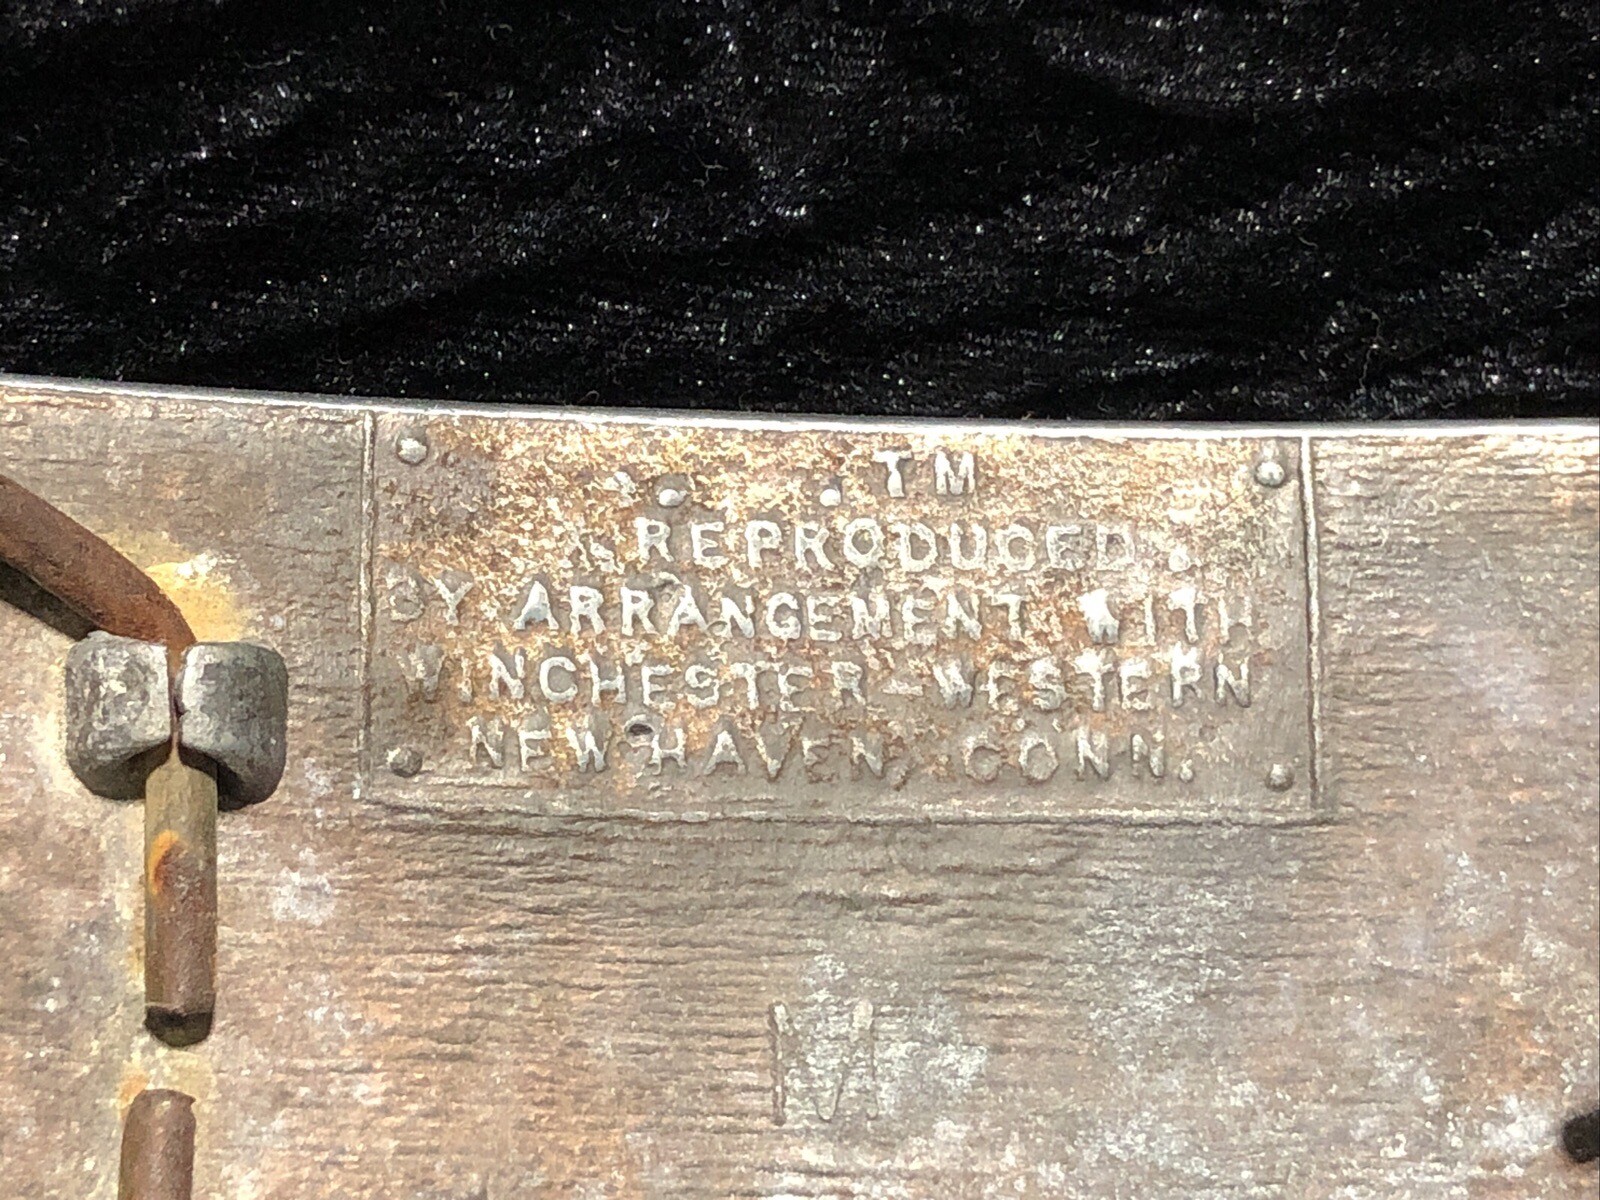 TM
REPRODUCED
BY ARRANGEMENT WITH
WINCHESTER-WESTERN
NEW HAVEN, CONN.
M